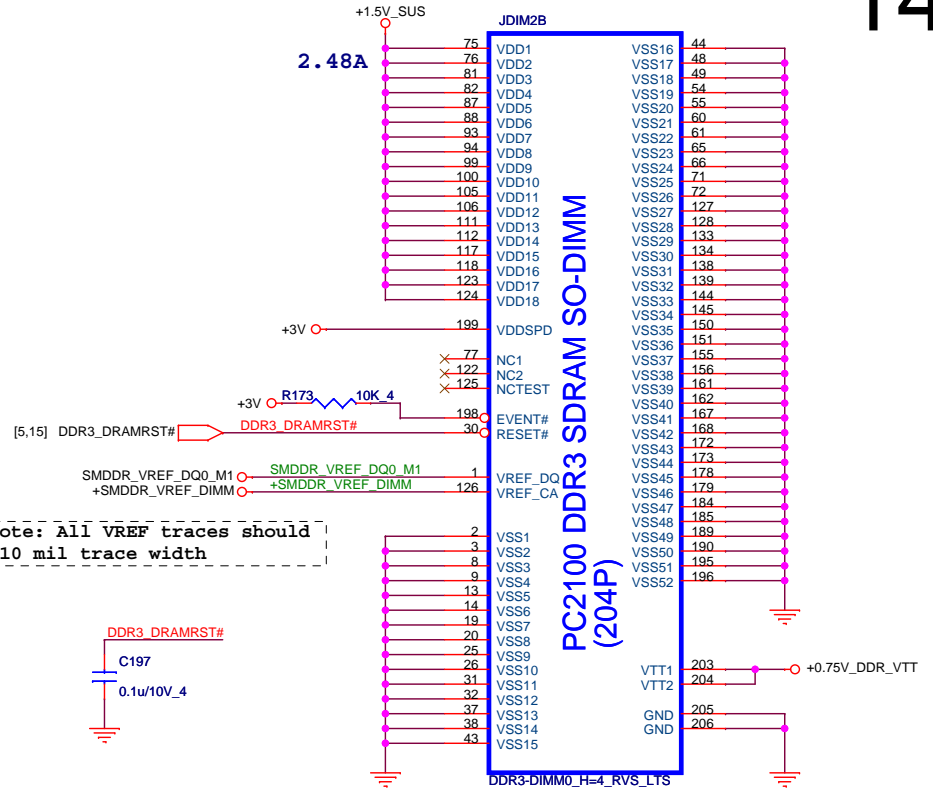 14
+1.5V_SUS
JDIM2B
2.48A
75 VDD1 VSS16 44
76 VDD2 VSS17 48
81 VDD3 VSS18 49
82 VDD4 VSS19 54
87 VDD5 VSS20 55
88 VDD6 VSS21 60
93 VDD7 VSS22 61
94 VDD8 VSS23 65
99 VDD9 VSS24 66
100 VDD10 VSS25 71
105 VDD11 VSS26 72
106 VDD12 VSS27 127
111 VDD13 VSS28 128
112 VDD14 VSS29 133
117 VDD15 VSS30 134
118 VDD16 VSS31 138
123 VDD17 VSS32 139
124 VDD18 VSS33 144
VSS34 145
+3V 199 VDDSPD VSS35 150
VSS36 151
77 NC1 VSS37 155
122 NC2 VSS38 156
125 NCTEST VSS39 161
+3V R173 10K_4 VSS40 162
198 EVENT# VSS41 167
[5,15] DDR3_DRAMRST# DDR3_DRAMRST# 30 RESET# VSS42 168
VSS43 172
VSS44 173
SMDDR_VREF_DQ0_M1 SMDDR_VREF_DQ0_M1 1 VREF_DQ VSS45 178
+SMDDR_VREF_DIMM +SMDDR_VREF_DIMM 126 VREF_CA VSS46 179
VSS47 184
VSS48 185
ote: All VREF traces should
10 mil trace width
2 VSS1 VSS49 189
3 VSS2 VSS50 190
8 VSS3 VSS51 195
9 VSS4 VSS52 196
13 VSS5
14 VSS6
19 VSS7
20 VSS8
25 VSS9
26 VSS10 VTT1 203 +0.75V_DDR_VTT
31 VSS11 VTT2 204
32 VSS12
37 VSS13 GND 205
38 VSS14 GND 206
43 VSS15
PC2100 DDR3 SDRAM SO-DIMM
(204P)
DDR3_DRAMRST#
C197
0.1u/10V_4
DDR3-DIMM0_H=4_RVS_LTS